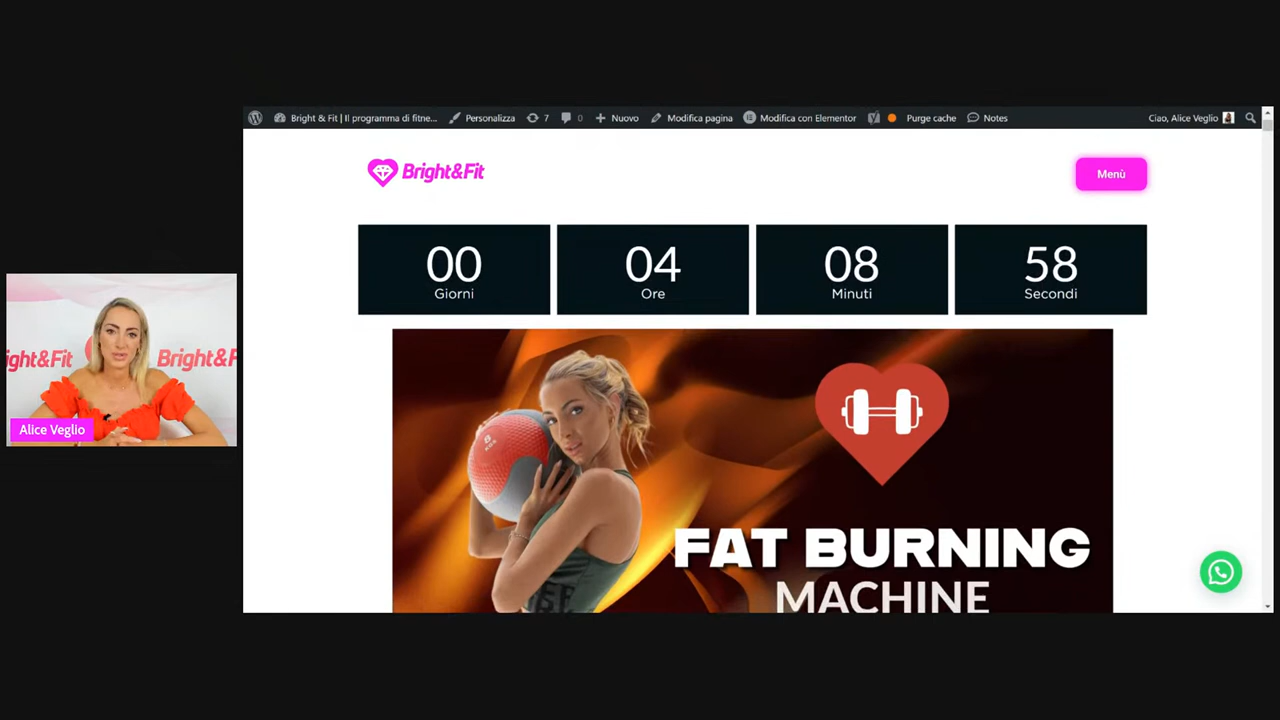 Bright & Fit | Il programma di fitne...
Personalizza
7
0
Nuovo
Modifica pagina
Modifica con Elementor
Purge cache
Notes
Ciao, Alice Veglio
Bright&Fit
Menù
00
Giorni
04
Ore
08
Minuti
58
Secondi
ight&Fit
Bright&F
Alice Veglio
FAT BURNING
MACHINE